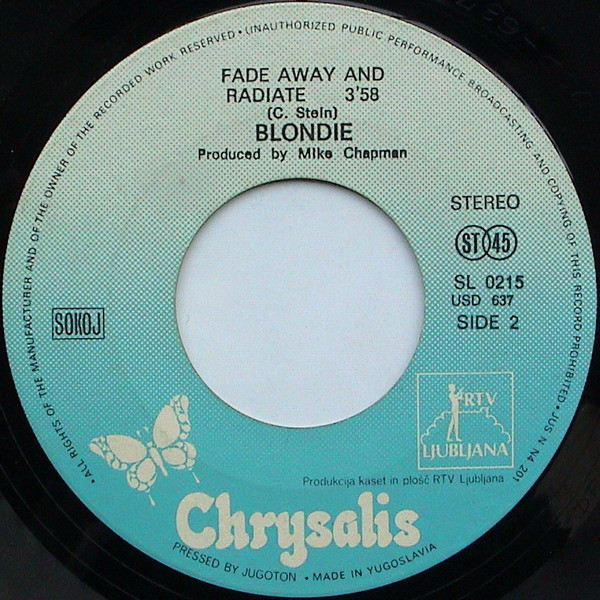 • ALL RIGHTS OF THE MANUFACTURER AND OF THE OWNER OF THE RECORDED WORK RESERVED • UNAUTHORIZED PUBLIC PERFORMANCE BROADCASTING AND COPYING OF THIS RECORD PROHIBITED • JUS N N4 201
FADE AWAY AND
RADIATE 3'58
(C. Stein)
BLONDIE
Produced by Mike Chapman
STEREO
ST 45
SL 0215
USD 637
SIDE 2
SOKOJ
RTV
LJUBLJANA
Produkcija kaset in plošč RTV Ljubljana
Chrysalis
PRESSED BY JUGOTON • MADE IN YUGOSLAVIA